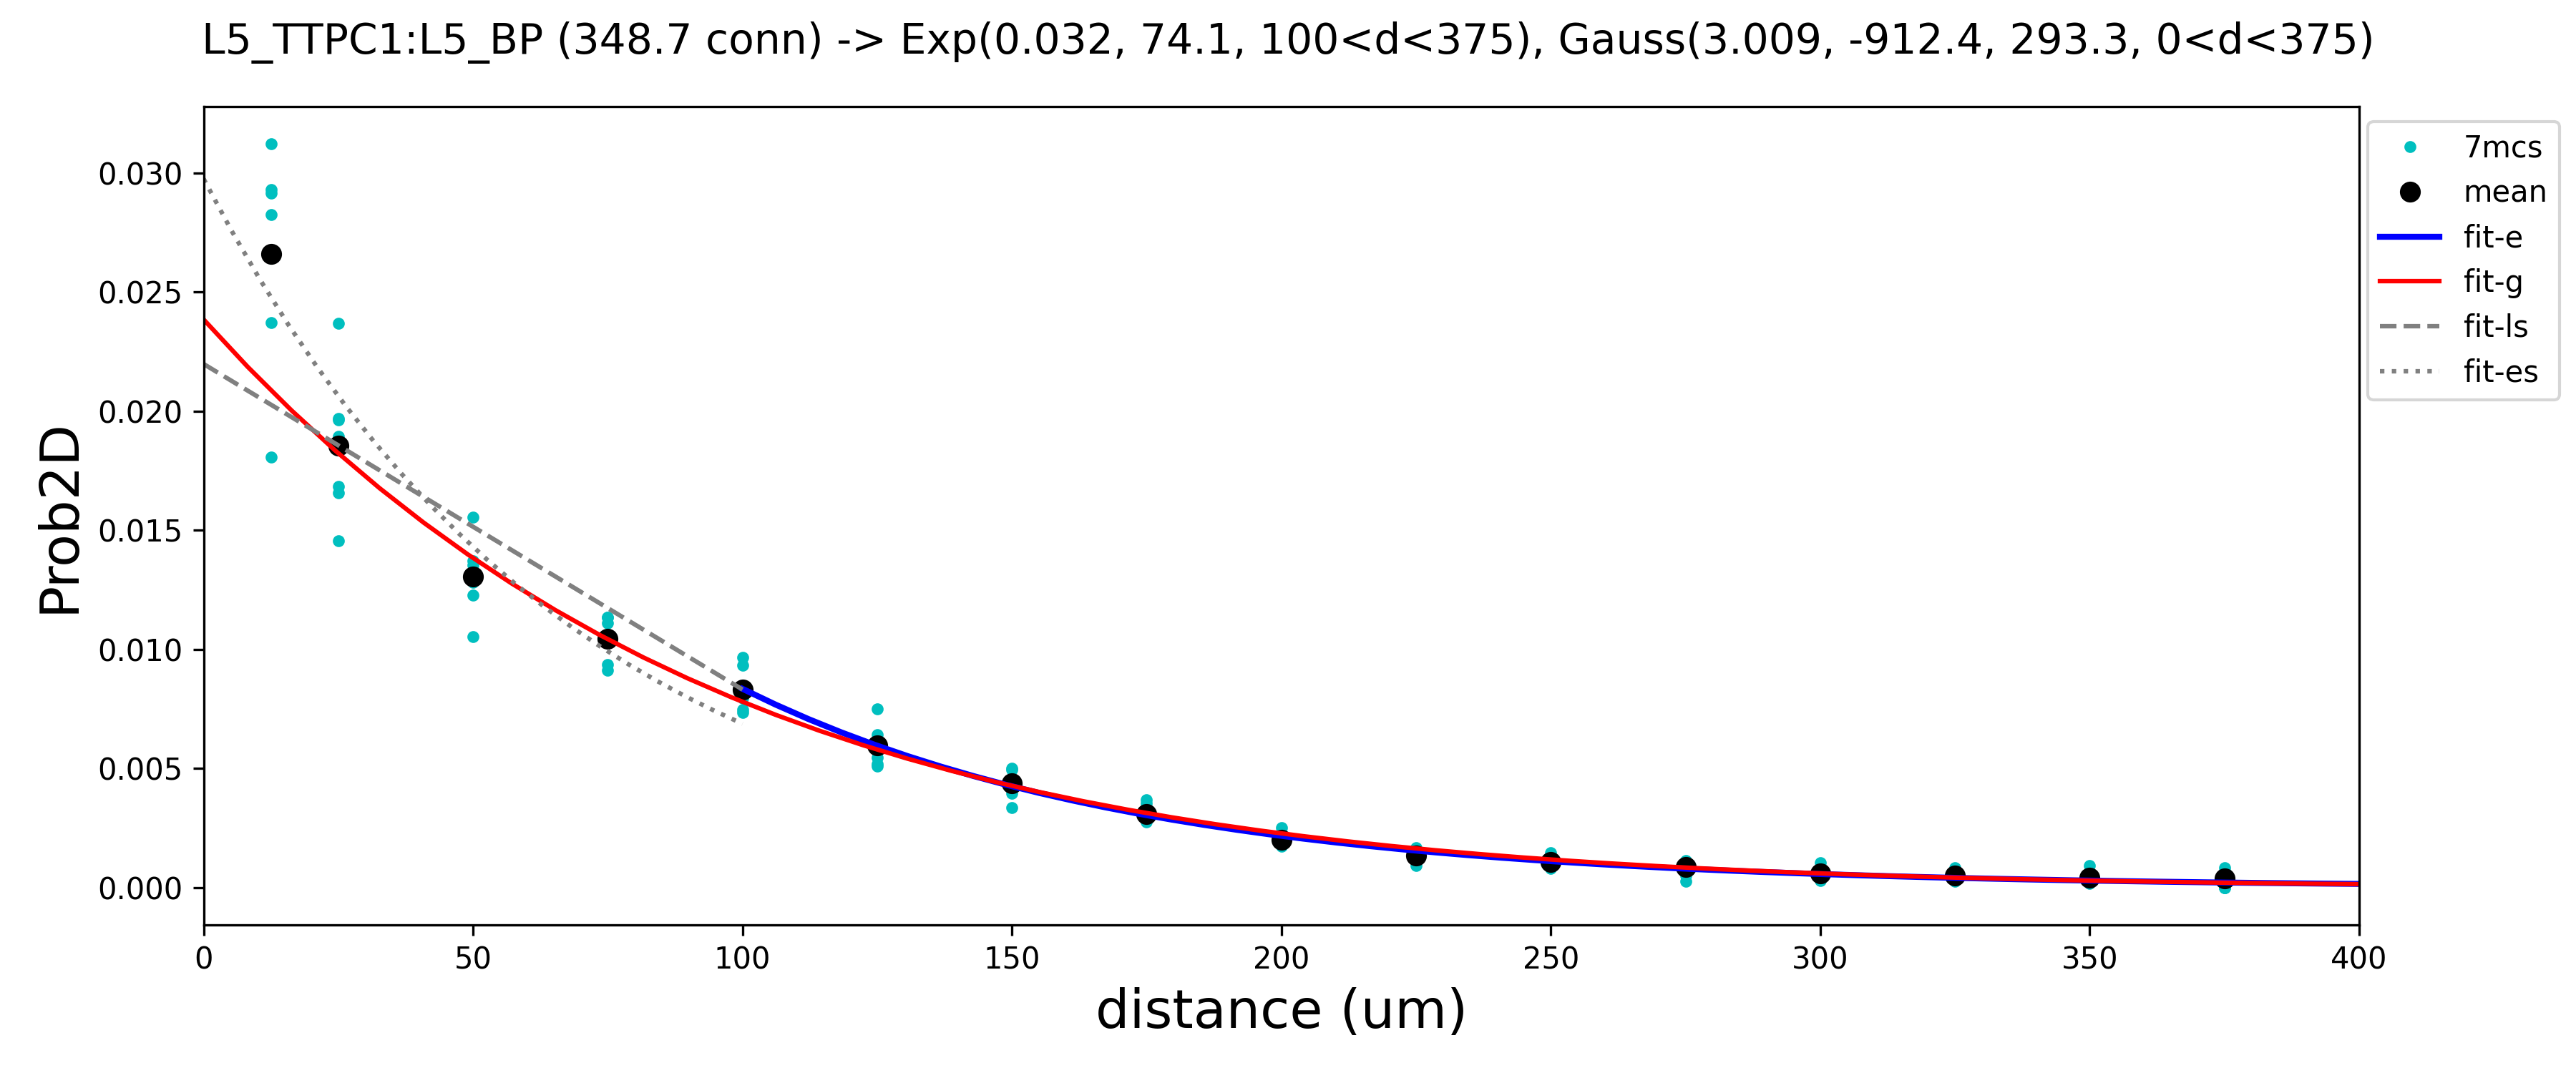 L5_TTPC1:L5_BP (348.7 conn) -> Exp(0.032, 74.1, 100<d<375), Gauss(3.009, -912.4, 293.3, 0<d<375)
7mcs
mean
fit-e
fit-g
fit-ls
fit-es
Prob2D
0.030
0.025
0.020
0.015
0.010
0.005
0.000
0 50 100 150 200 250 300 350 400
distance (um)